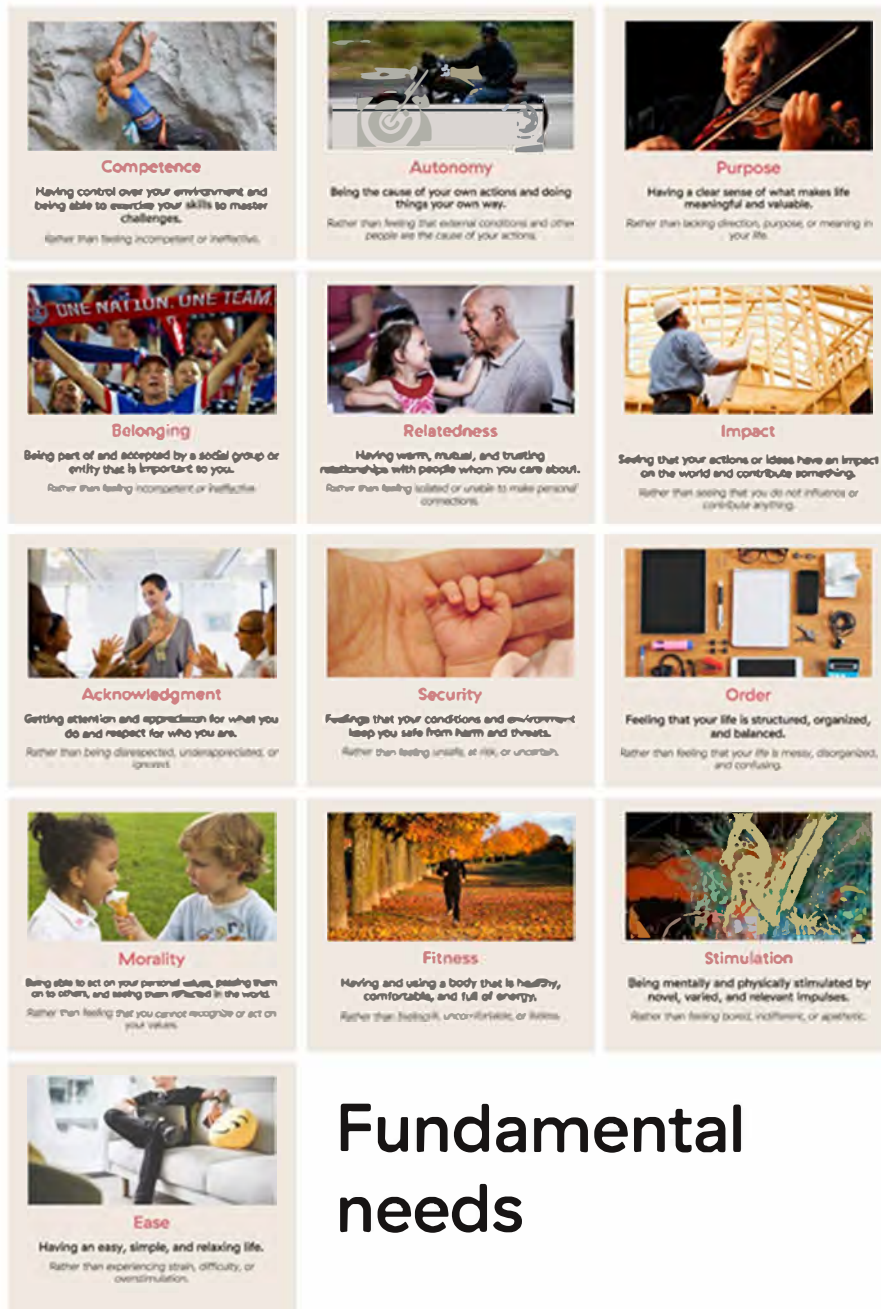 Competence
Having control over your environment and
being able to exercise your skills to master
challenges.
Rather than feeling incompetent or ineffective.
Autonomy
Being the cause of your own actions and doing
things your own way.
Rather than feeling that external conditions and other
people are the cause of your actions.
Purpose
Having a clear sense of what makes life
meaningful and valuable.
Rather than lacking direction, purpose, or meaning in
your life.
ONE NATION. ONE TEAM.
Belonging
Being part of and accepted by a social group or
entity that is important to you.
Rather than feeling incompetent or ineffective.
Relatedness
Having warm, mutual, and trusting
relationships with people whom you care about.
Rather than feeling isolated or unable to make personal
connections.
Impact
Seeing that your actions or ideas have an impact
on the world and contribute something.
Rather than seeing that you do not influence or
contribute anything.
Acknowledgment
Getting attention and appreciation for what you
do and respect for who you are.
Rather than being disrespected, underappreciated, or
ignored.
Security
Feelings that your conditions and environment
keep you safe from harm and threats.
Rather than feeling unsafe, at risk, or uncertain.
Order
Feeling that your life is structured, organized,
and balanced.
Rather than feeling that your life is messy, disorganized,
and confusing.
Morality
Being able to act on your personal values, passing them
on to others, and seeing them reflected in the world.
Rather than feeling that you cannot recognize or act on
your values.
Fitness
Having and using a body that is healthy,
comfortable, and full of energy.
Rather than feeling ill, uncomfortable, or listless.
Stimulation
Being mentally and physically stimulated by
novel, varied, and relevant impulses.
Rather than feeling bored, indifferent, or apathetic.
Ease
Having an easy, simple, and relaxing life.
Rather than experiencing strain, difficulty, or
overstimulation.
Fundamental
needs